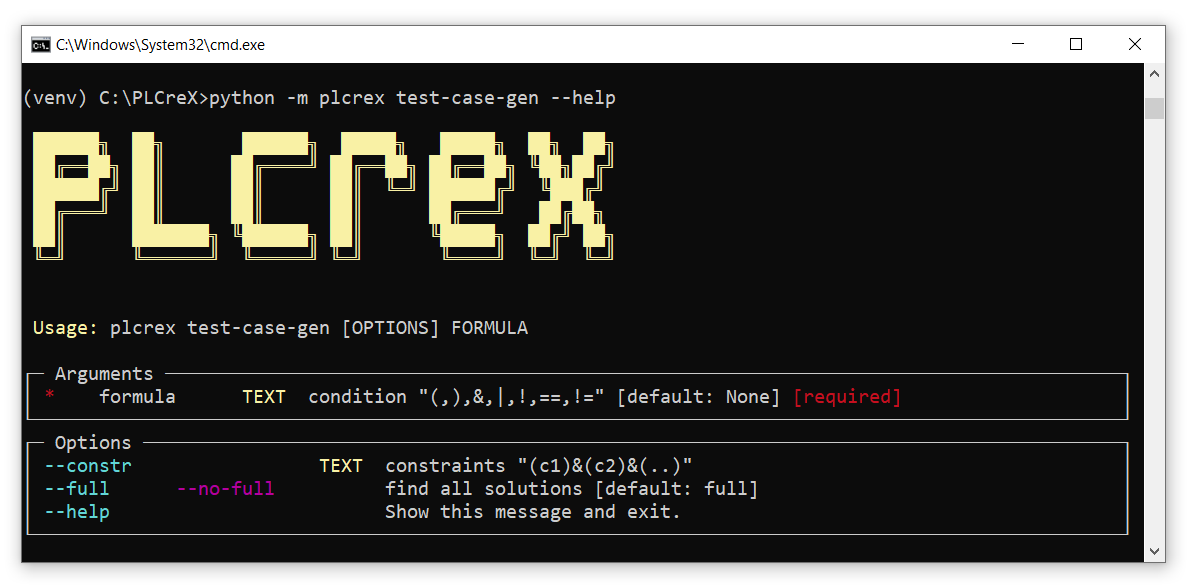 C:\Windows\System32\cmd.exe
(venv) C:\PLCreX>python -m plcrex test-case-gen --help
PLCreX
Usage: plcrex test-case-gen [OPTIONS] FORMULA
Arguments
* formula TEXT condition "(,),&,|,!,==,!=" [default: None] [required]
Options
--constr TEXT constraints "(c1)&(c2)&(..)"
--full --no-full find all solutions [default: full]
--help Show this message and exit.